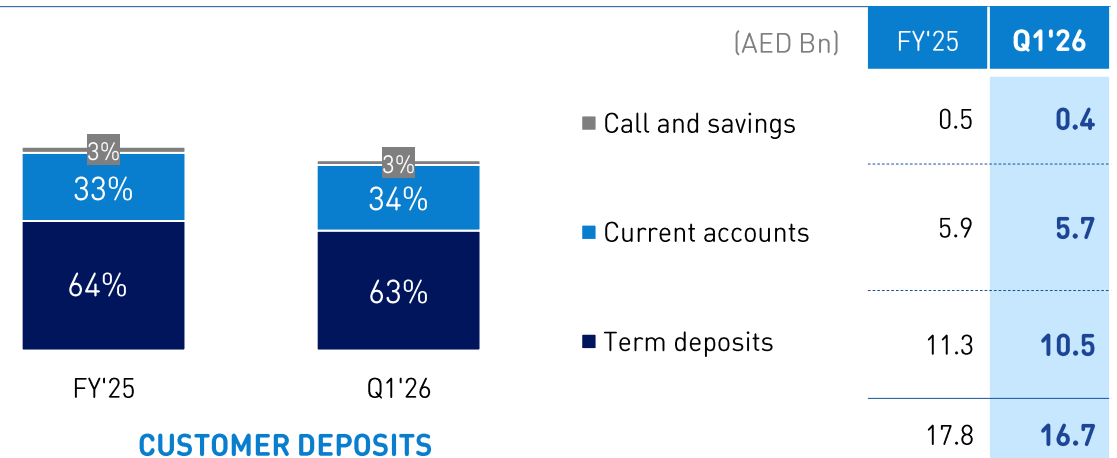 (AED Bn) FY'25 Q1'26
3% 3%
33% 34%
64% 63%
FY'25 Q1'26
CUSTOMER DEPOSITS
Call and savings 0.5 0.4
Current accounts 5.9 5.7
Term deposits 11.3 10.5
17.8 16.7